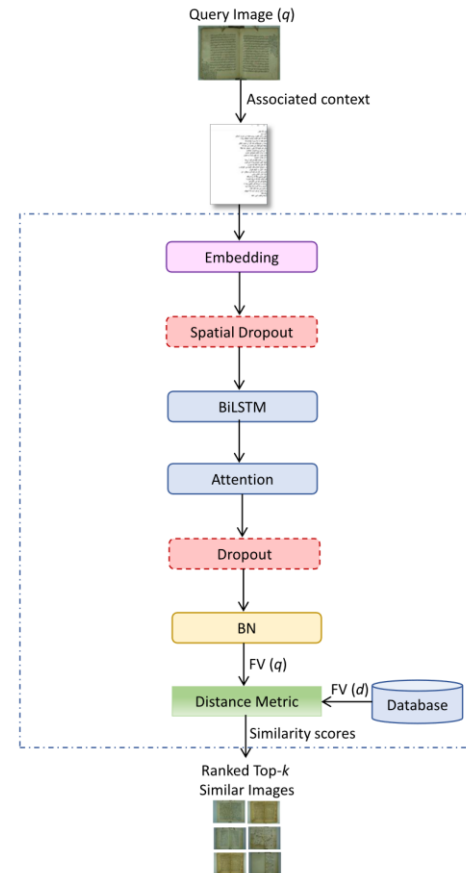 Query Image (q)
Associated context
Embedding
Spatial Dropout
BiLSTM
Attention
Dropout
BN
FV (q)
FV (d)
Distance Metric
Database
Similarity scores
Ranked Top-k
Similar Images